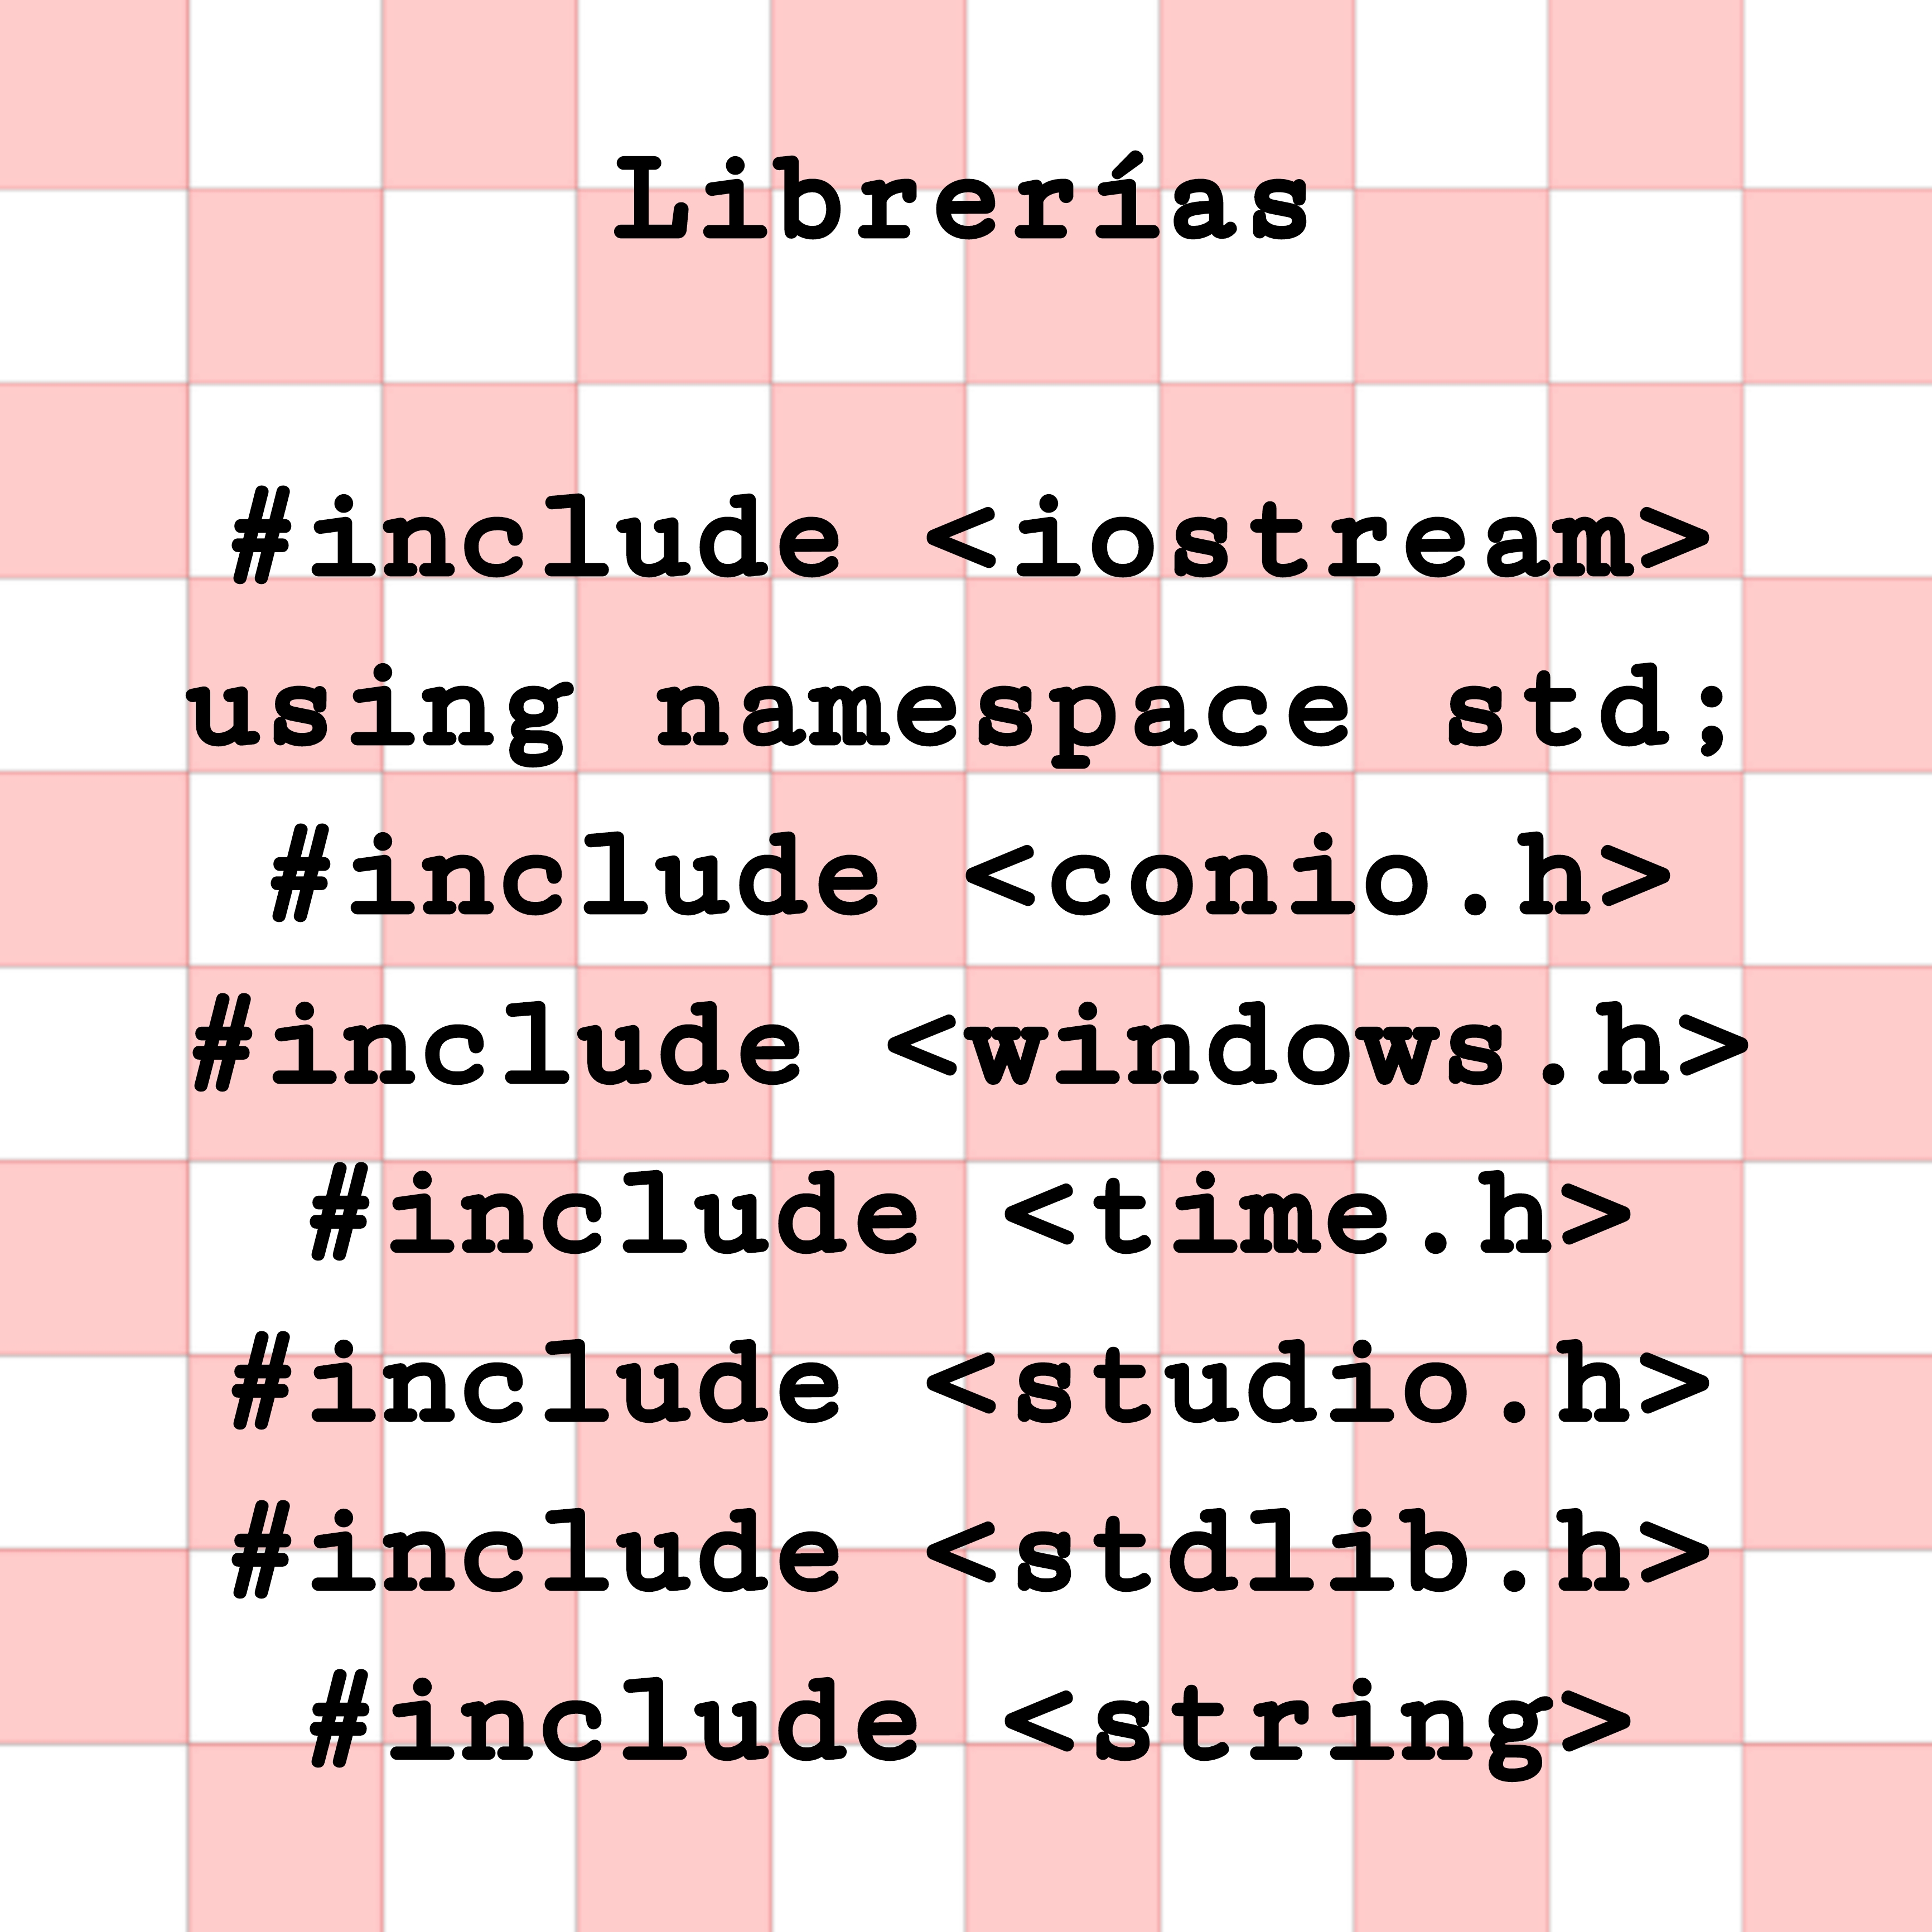 Librerías
#include <iostream>
using namespace std;
#include <conio.h>
#include <windows.h>
#include <time.h>
#include <studio.h>
#include <stdlib.h>
#include <string>